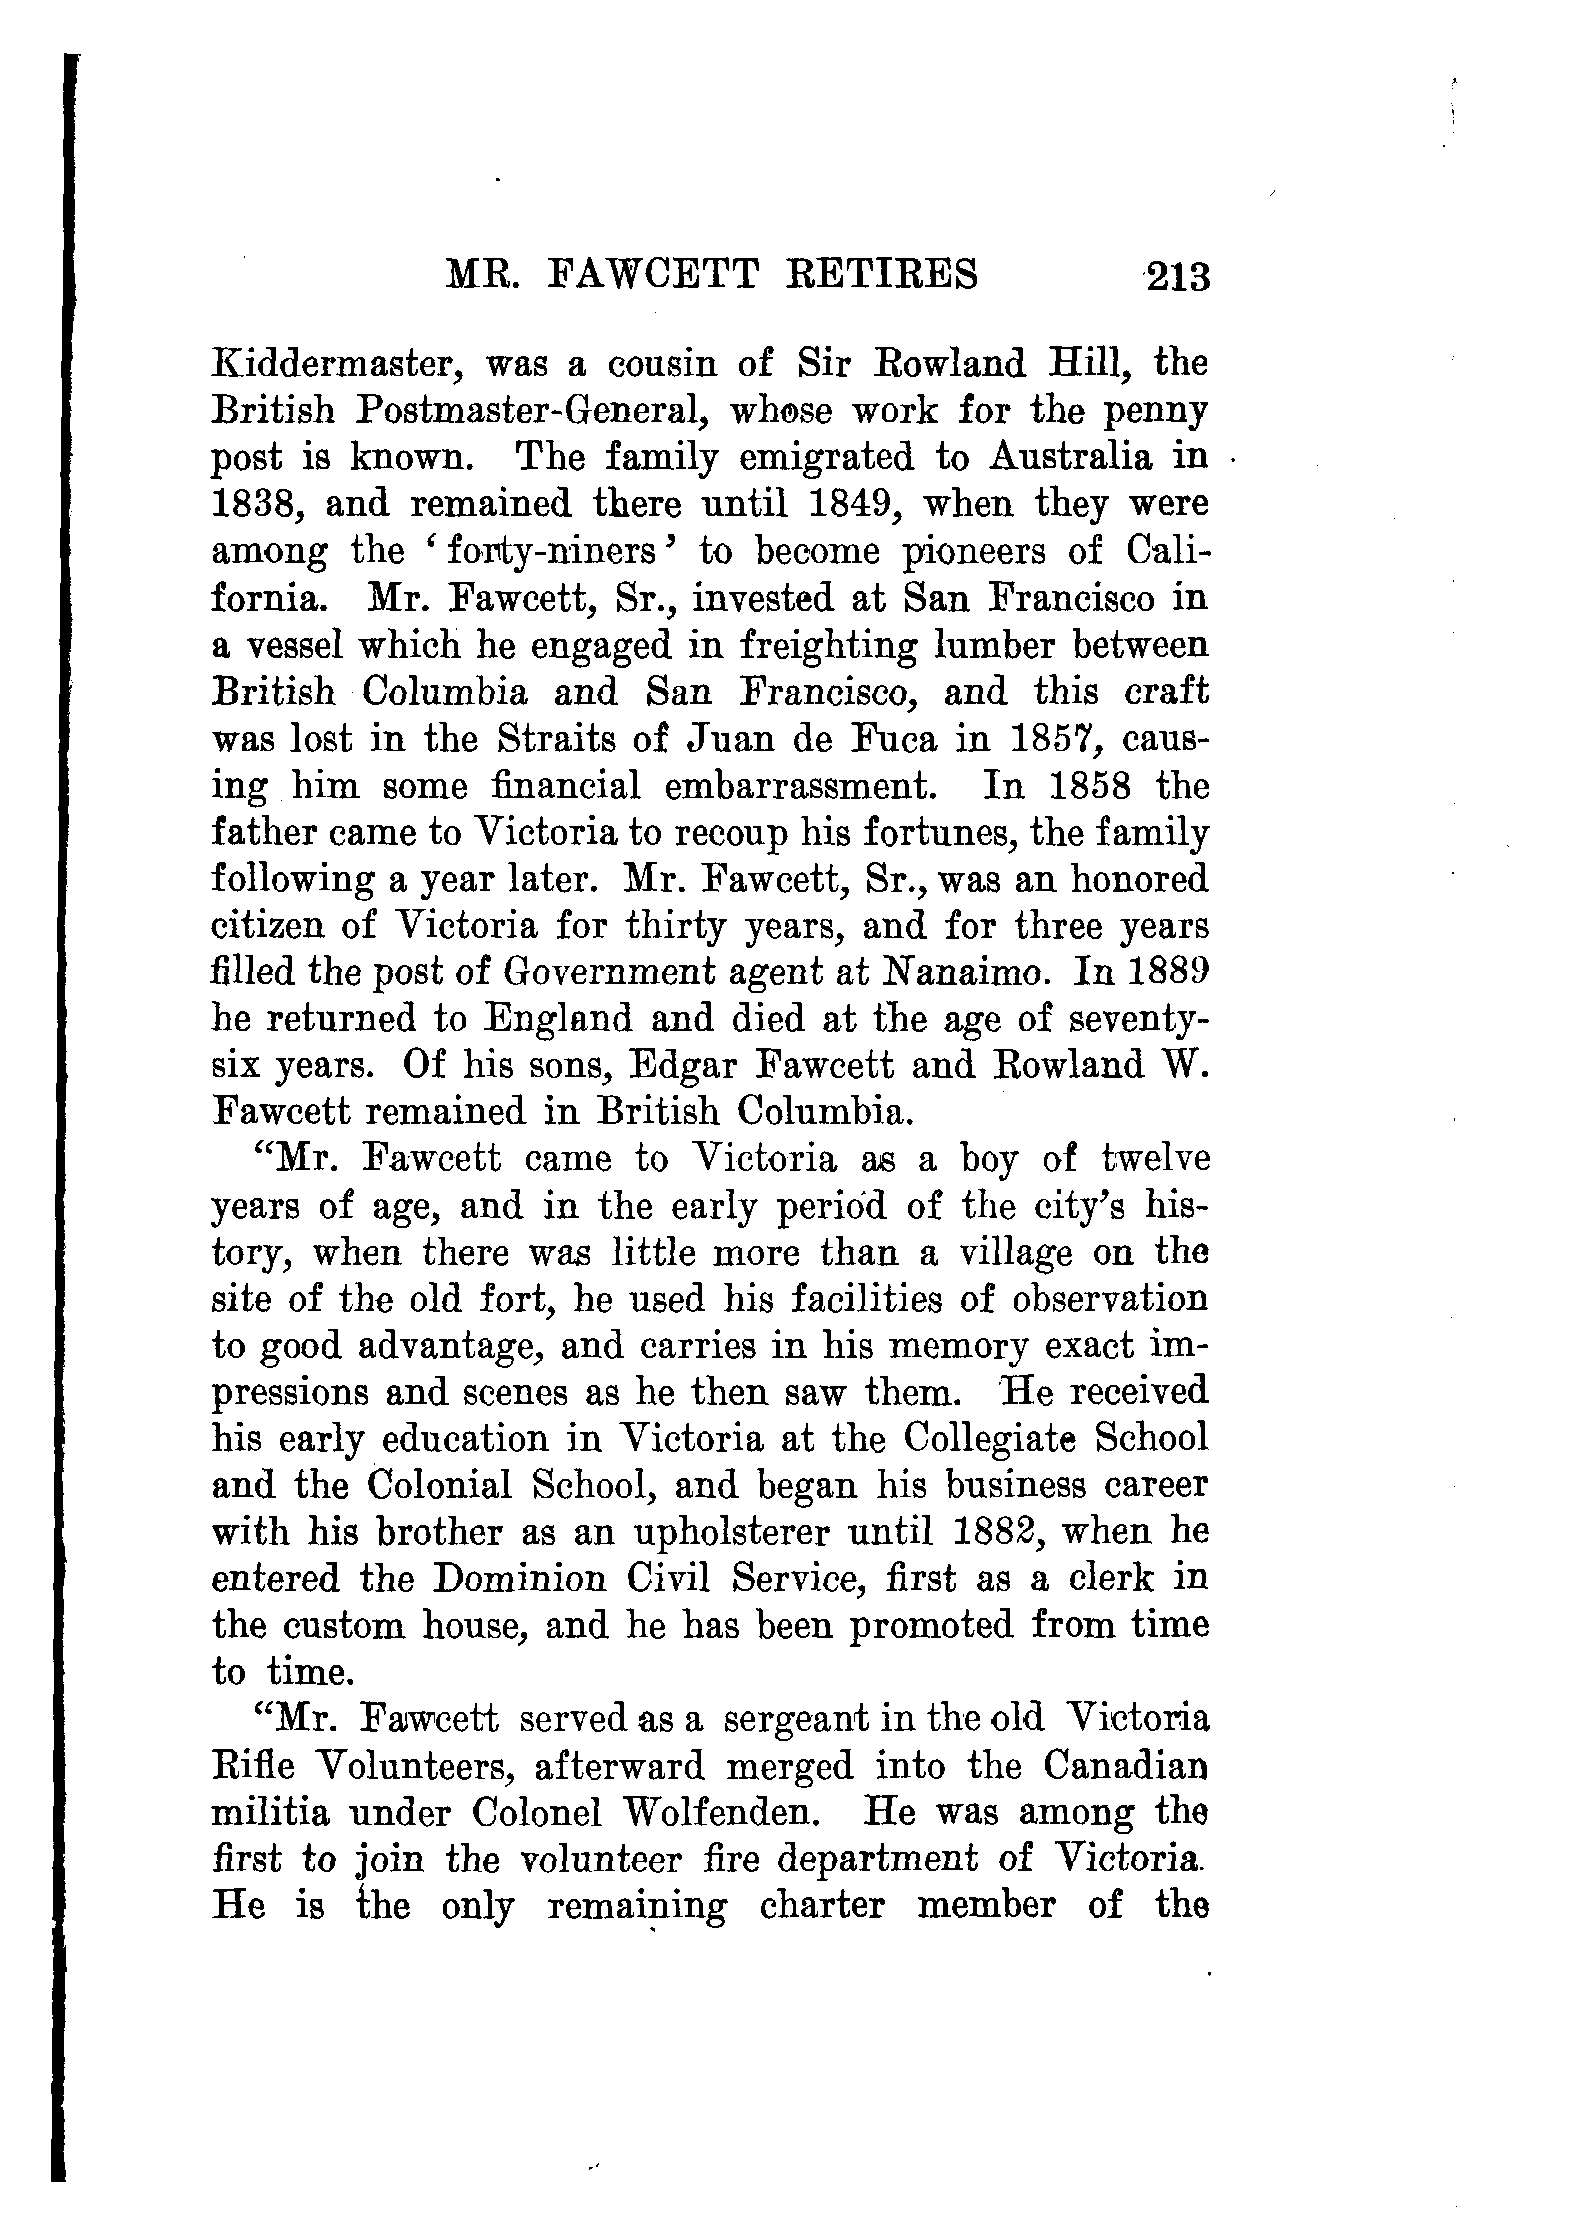 MR. FAWCETT RETIRES 213
Kiddermaster, was a cousin of Sir Rowland Hill, the
British Postmaster-General, whose work for the penny
post is known. The family emigrated to Australia in
1838, and remained there until 1849, when they were
among the ‘forty-niners’ to become pioneers of Cali-
fornia. Mr. Fawcett, Sr., invested at San Francisco in
a vessel which he engaged in freighting lumber between
British Columbia and San Francisco, and this craft
was lost in the Straits of Juan de Fuca in 1857, caus-
ing him some financial embarrassment. In 1858 the
father came to Victoria to recoup his fortunes, the family
following a year later. Mr. Fawcett, Sr., was an honored
citizen of Victoria for thirty years, and for three years
filled the post of Government agent at Nanaimo. In 1889
he returned to England and died at the age of seventy-
six years. Of his sons, Edgar Fawcett and Rowland W.
Fawcett remained in British Columbia.
“Mr. Fawcett came to Victoria as a boy of twelve
years of age, and in the early period of the city’s his-
tory, when there was little more than a village on the
site of the old fort, he used his facilities of observation
to good advantage, and carries in his memory exact im-
pressions and scenes as he then saw them. He received
his early education in Victoria at the Collegiate School
and the Colonial School, and began his business career
with his brother as an upholsterer until 1882, when he
entered the Dominion Civil Service, first as a clerk in
the custom house, and he has been promoted from time
to time.
“Mr. Fawcett served as a sergeant in the old Victoria
Rifle Volunteers, afterward merged into the Canadian
militia under Colonel Wolfenden. He was among the
first to join the volunteer fire department of Victoria.
He is the only remaining charter member of the